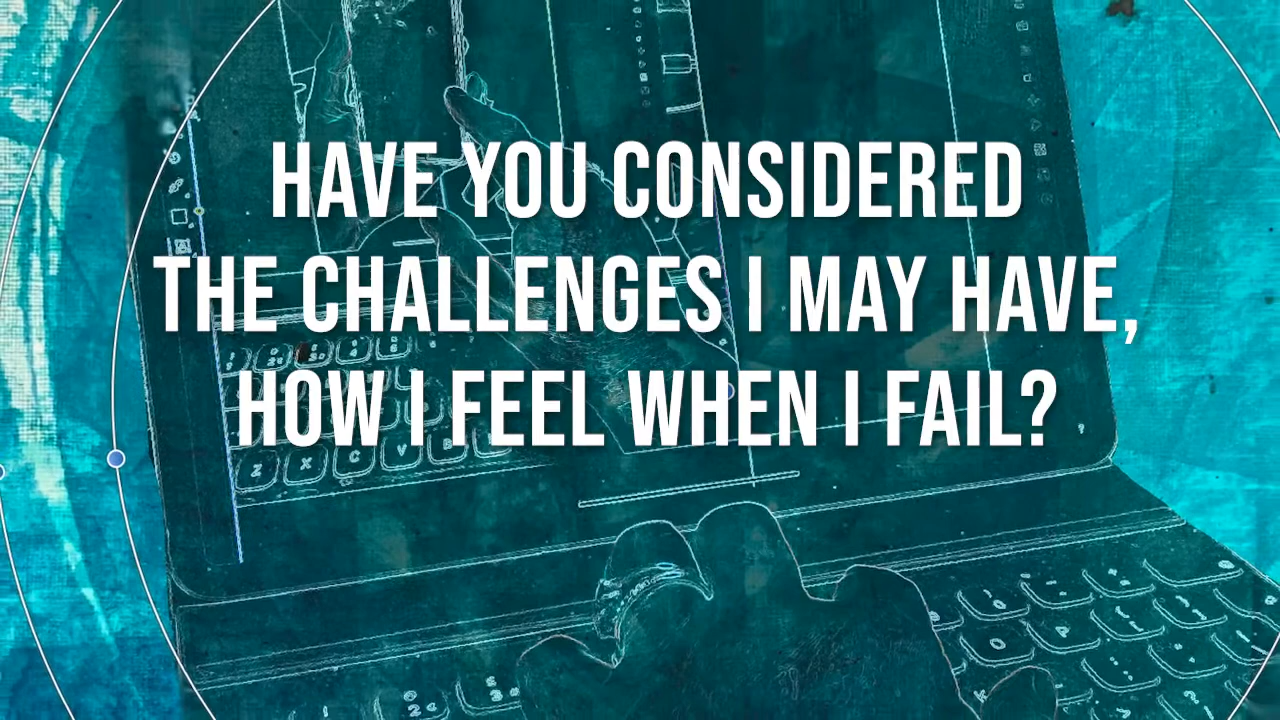 HAVE YOU CONSIDERED
THE CHALLENGES I MAY HAVE,
HOW I FEEL WHEN I FAIL?
Z X C V